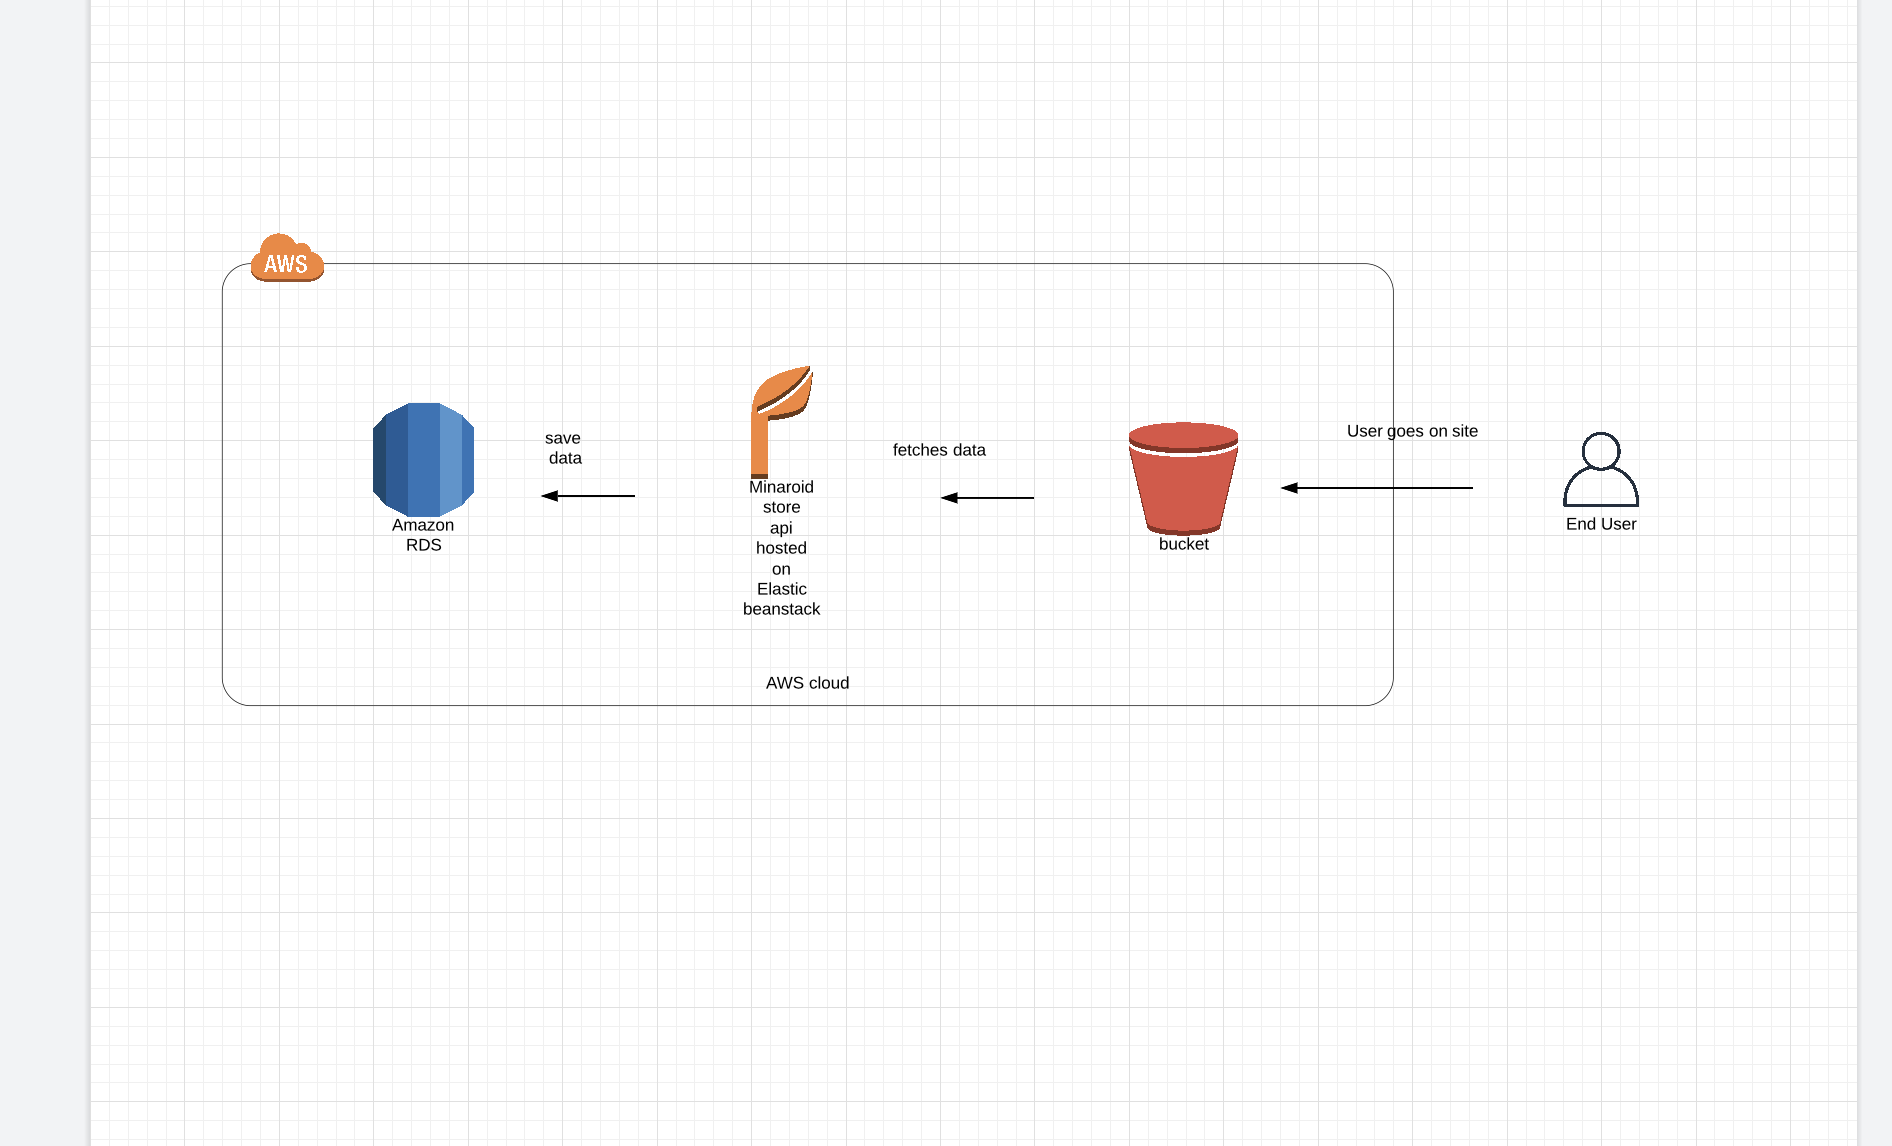 AWS
Amazon
RDS
save
data
Minaroid
store
api
hosted
on
Elastic
beanstack
fetches data
bucket
User goes on site
End User
AWS cloud